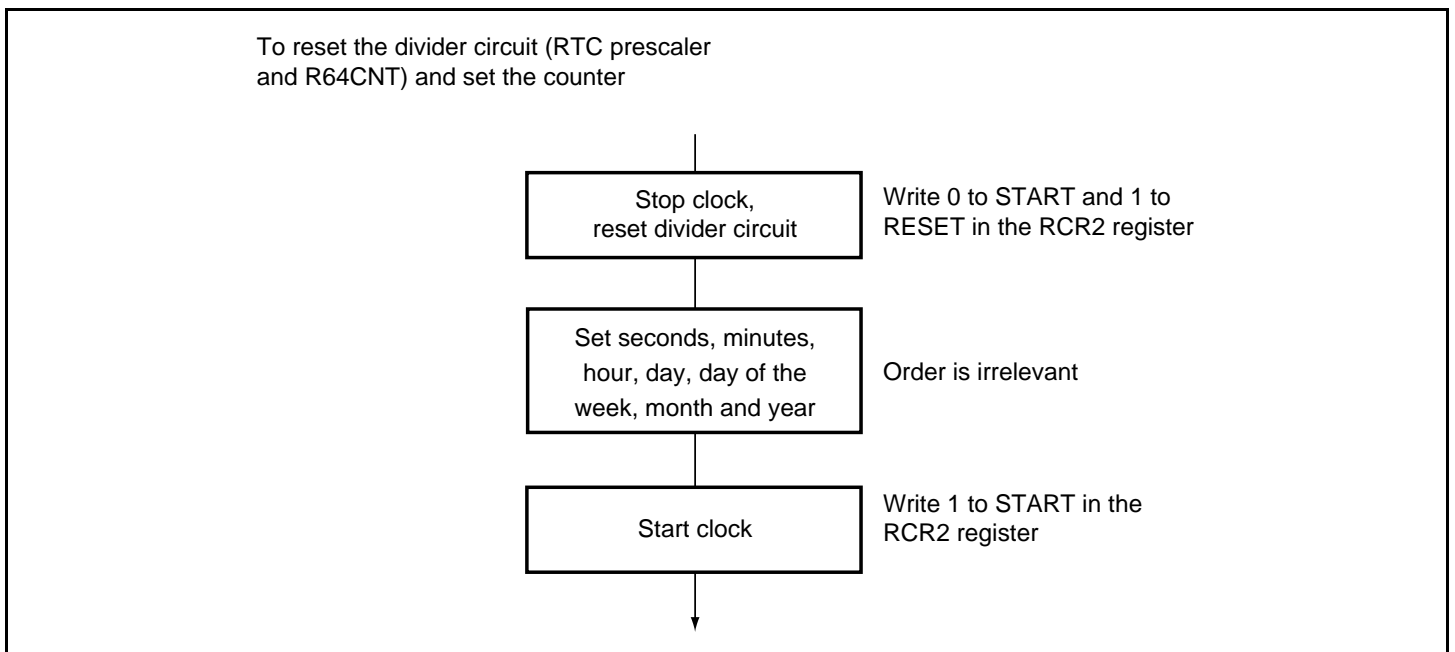 To reset the divider circuit (RTC prescaler
and R64CNT) and set the counter
Stop clock,
reset divider circuit
Write 0 to START and 1 to
RESET in the RCR2 register
Set seconds, minutes,
hour, day, day of the
week, month and year
Order is irrelevant
Start clock
Write 1 to START in the
RCR2 register